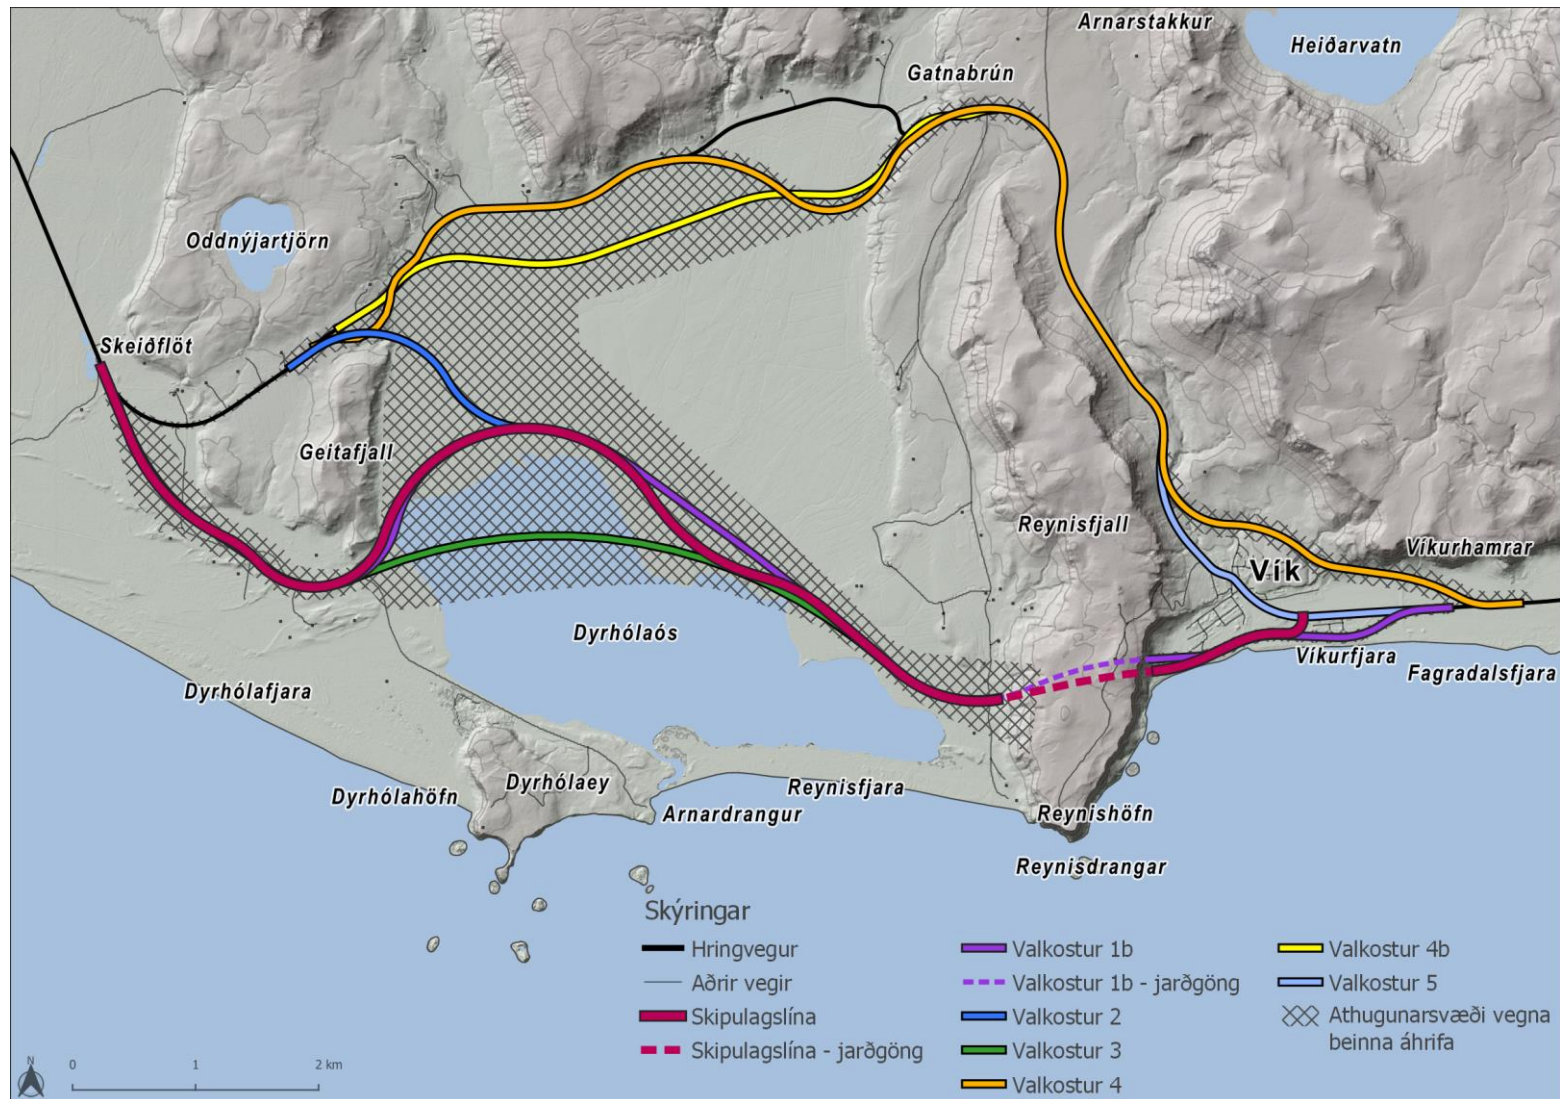 Arnarstakkur
Heiðarvatn
Gatnabrún
Oddnýjartjörn
Skeiðflöt
Geitafjall
Reynisfjall
Víkurhamrar
Vík
Dyrhólaós
Víkurfjara
Fagradalsfjara
Dyrhólafjara
Dyrhólaey
Dyrhólahöfn
Reynisfjara
Arnardrangur
Reynishöfn
Reynisdrangar
Skýringar
Hringvegur
Aðrir vegir
Skipulagslína
Skipulagslína - jarðgöng
Valkostur 1b
Valkostur 1b - jarðgöng
Valkostur 2
Valkostur 3
Valkostur 4
Valkostur 4b
Valkostur 5
Athugunarsvæði vegna
beinna áhrifa
N
0 1 2 km